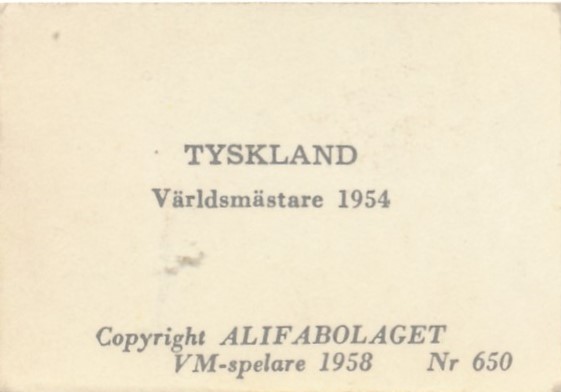 TYSKLAND
Världsmästare 1954
Copyright ALIFABOLAGET
VM-spelare 1958 Nr 650